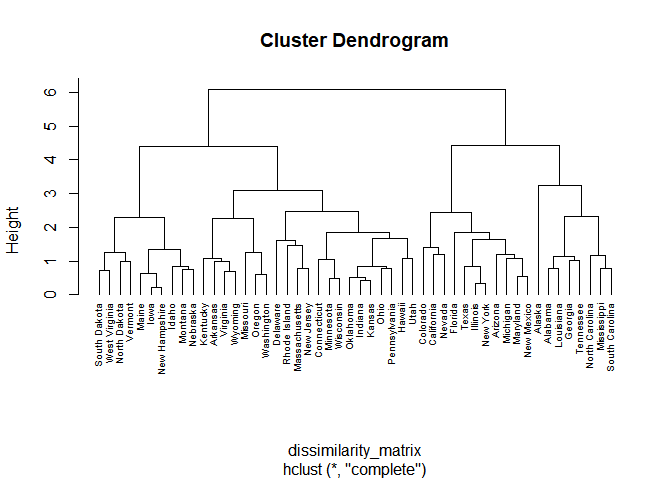 Cluster Dendrogram
Height
0
1
2
3
4
5
6
South Dakota
West Virginia
North Dakota
Vermont
Maine
Iowa
New Hampshire
Idaho
Montana
Nebraska
Kentucky
Arkansas
Virginia
Wyoming
Missouri
Oregon
Washington
Delaware
Rhode Island
Massachusetts
New Jersey
Connecticut
Minnesota
Wisconsin
Oklahoma
Indiana
Kansas
Ohio
Pennsylvania
Hawaii
Utah
Colorado
California
Nevada
Florida
Texas
Illinois
New York
Arizona
Michigan
Maryland
New Mexico
Alaska
Alabama
Louisiana
Georgia
Tennessee
North Carolina
Mississippi
South Carolina
dissimilarity_matrix
hclust (*, "complete")